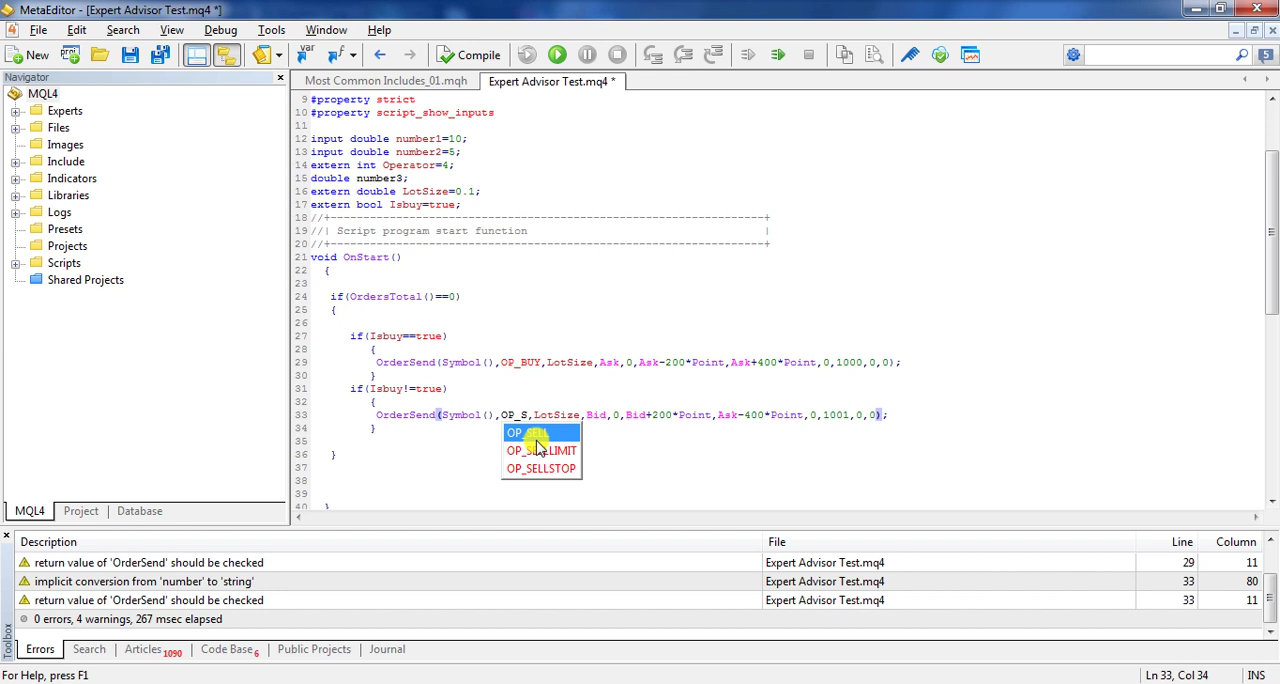 MetaEditor - [Expert Advisor Test.mq4 *]
File Edit Search View Debug Tools Window Help
New var Compile 5
Navigator
Most Common Includes_01.mqh Expert Advisor Test.mq4 *
MQL4
Experts
Files
Images
Include
Indicators
Libraries
Logs
Presets
Projects
Scripts
Shared Projects
MQL4 Project Database
9 #property strict
10 #property script_show_inputs
11
12 input double number1=10;
13 input double number2=5;
14 extern int Operator=4;
15 double number3;
16 extern double LotSize=0.1;
17 extern bool Isbuy=true;
18 //+------------------------------------------------------------------+
19 //| Script program start function |
20 //+------------------------------------------------------------------+
21 void OnStart()
22 {
23
24 if(OrdersTotal()==0)
25 {
26
27 if(Isbuy==true)
28 {
29 OrderSend(Symbol(),OP_BUY,LotSize,Ask,0,Ask-200*Point,Ask+400*Point,0,1000,0,0);
30 }
31 if(Isbuy!=true)
32 {
33 OrderSend(Symbol(),OP_S,LotSize,Bid,0,Bid+200*Point,Ask-400*Point,0,1001,0,0);
34 }
35
36 }
37
38
39
40 }
OP_SELL
OP_SELLLIMIT
OP_SELLSTOP
Description File Line Column
return value of 'OrderSend' should be checked Expert Advisor Test.mq4 29 11
implicit conversion from 'number' to 'string' Expert Advisor Test.mq4 33 80
return value of 'OrderSend' should be checked Expert Advisor Test.mq4 33 11
0 errors, 4 warnings, 267 msec elapsed
Toolbox
Errors Search Articles 1090 Code Base 6 Public Projects Journal
For Help, press F1 Ln 33, Col 34 INS